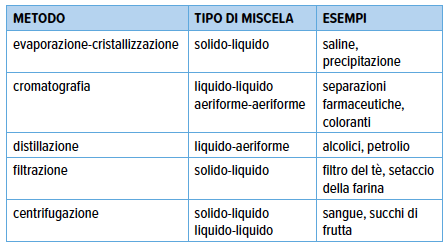 METODO TIPO DI MISCELA ESEMPI
evaporazione-cristallizzazione solido-liquido saline,
precipitazione
cromatografia liquido-liquido separazioni
aeriforme-aeriforme farmaceutiche,
coloranti
distillazione liquido-aeriforme alcolici, petrolio
filtrazione solido-liquido filtro del tè, setaccio
della farina
centrifugazione solido-liquido sangue, succhi di
liquido-liquido frutta